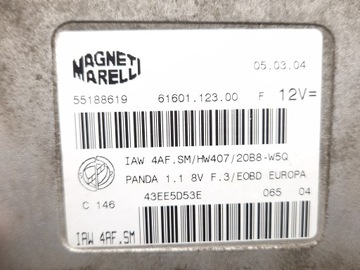 MAGNETI
MARELLI
05.03.04
55188619 61601.123.00 F 12V=
IAW 4AF.SM/HW407/20B8-W5Q
PANDA 1.1 8V F.3/EOBD EUROPA
C 146 43EE5D53E 065 04
IAW 4AF.SM